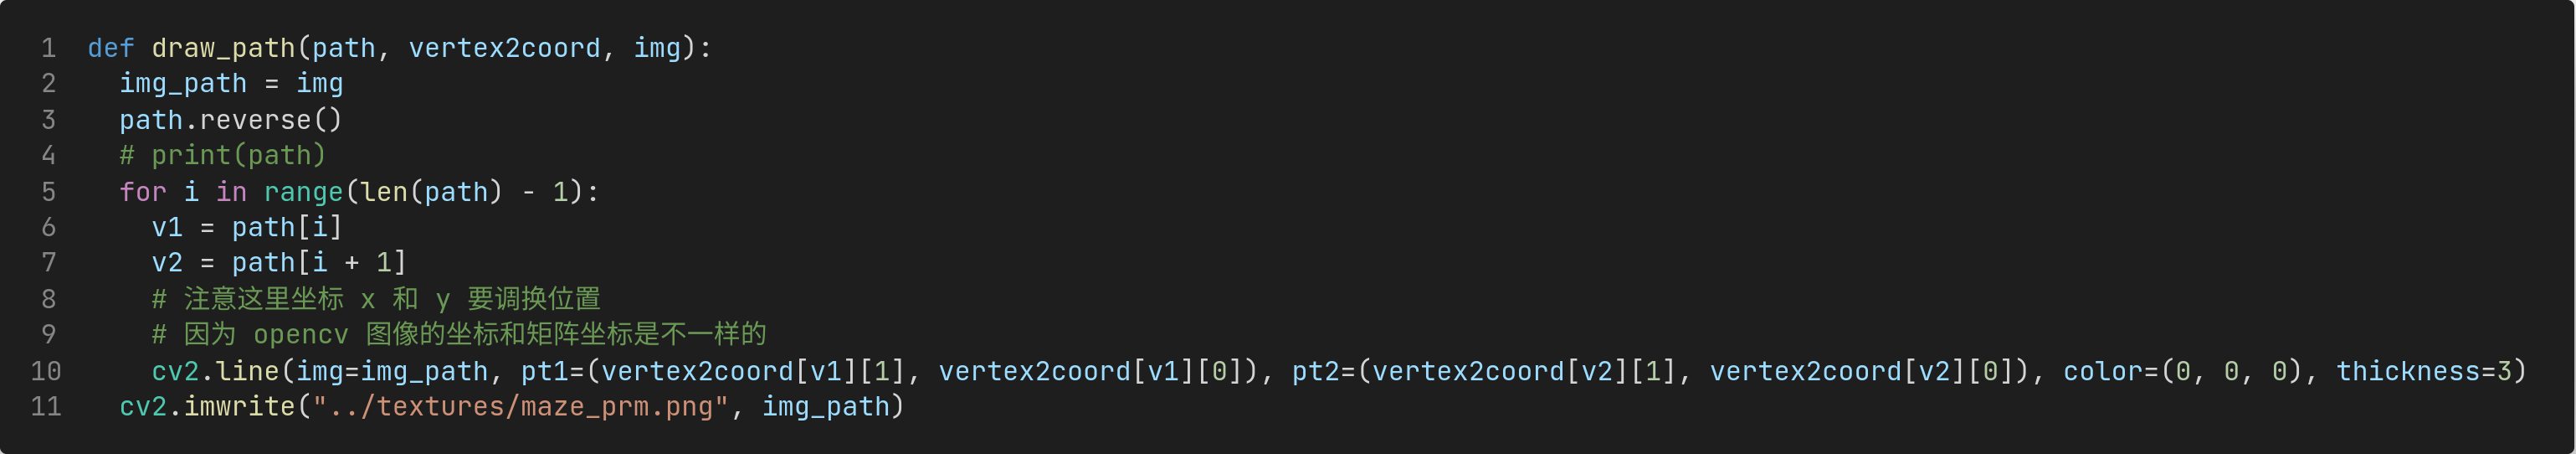 1 def draw_path(path, vertex2coord, img):
2   img_path = img
3   path.reverse()
4   # print(path)
5   for i in range(len(path) - 1):
6     v1 = path[i]
7     v2 = path[i + 1]
8     # 注意这里坐标 x 和 y 要调换位置
9     # 因为 opencv 图像的坐标和矩阵坐标是不一样的
10     cv2.line(img=img_path, pt1=(vertex2coord[v1][1], vertex2coord[v1][0]), pt2=(vertex2coord[v2][1], vertex2coord[v2][0]), color=(0, 0, 0), thickness=3)
11   cv2.imwrite("../textures/maze_prm.png", img_path)